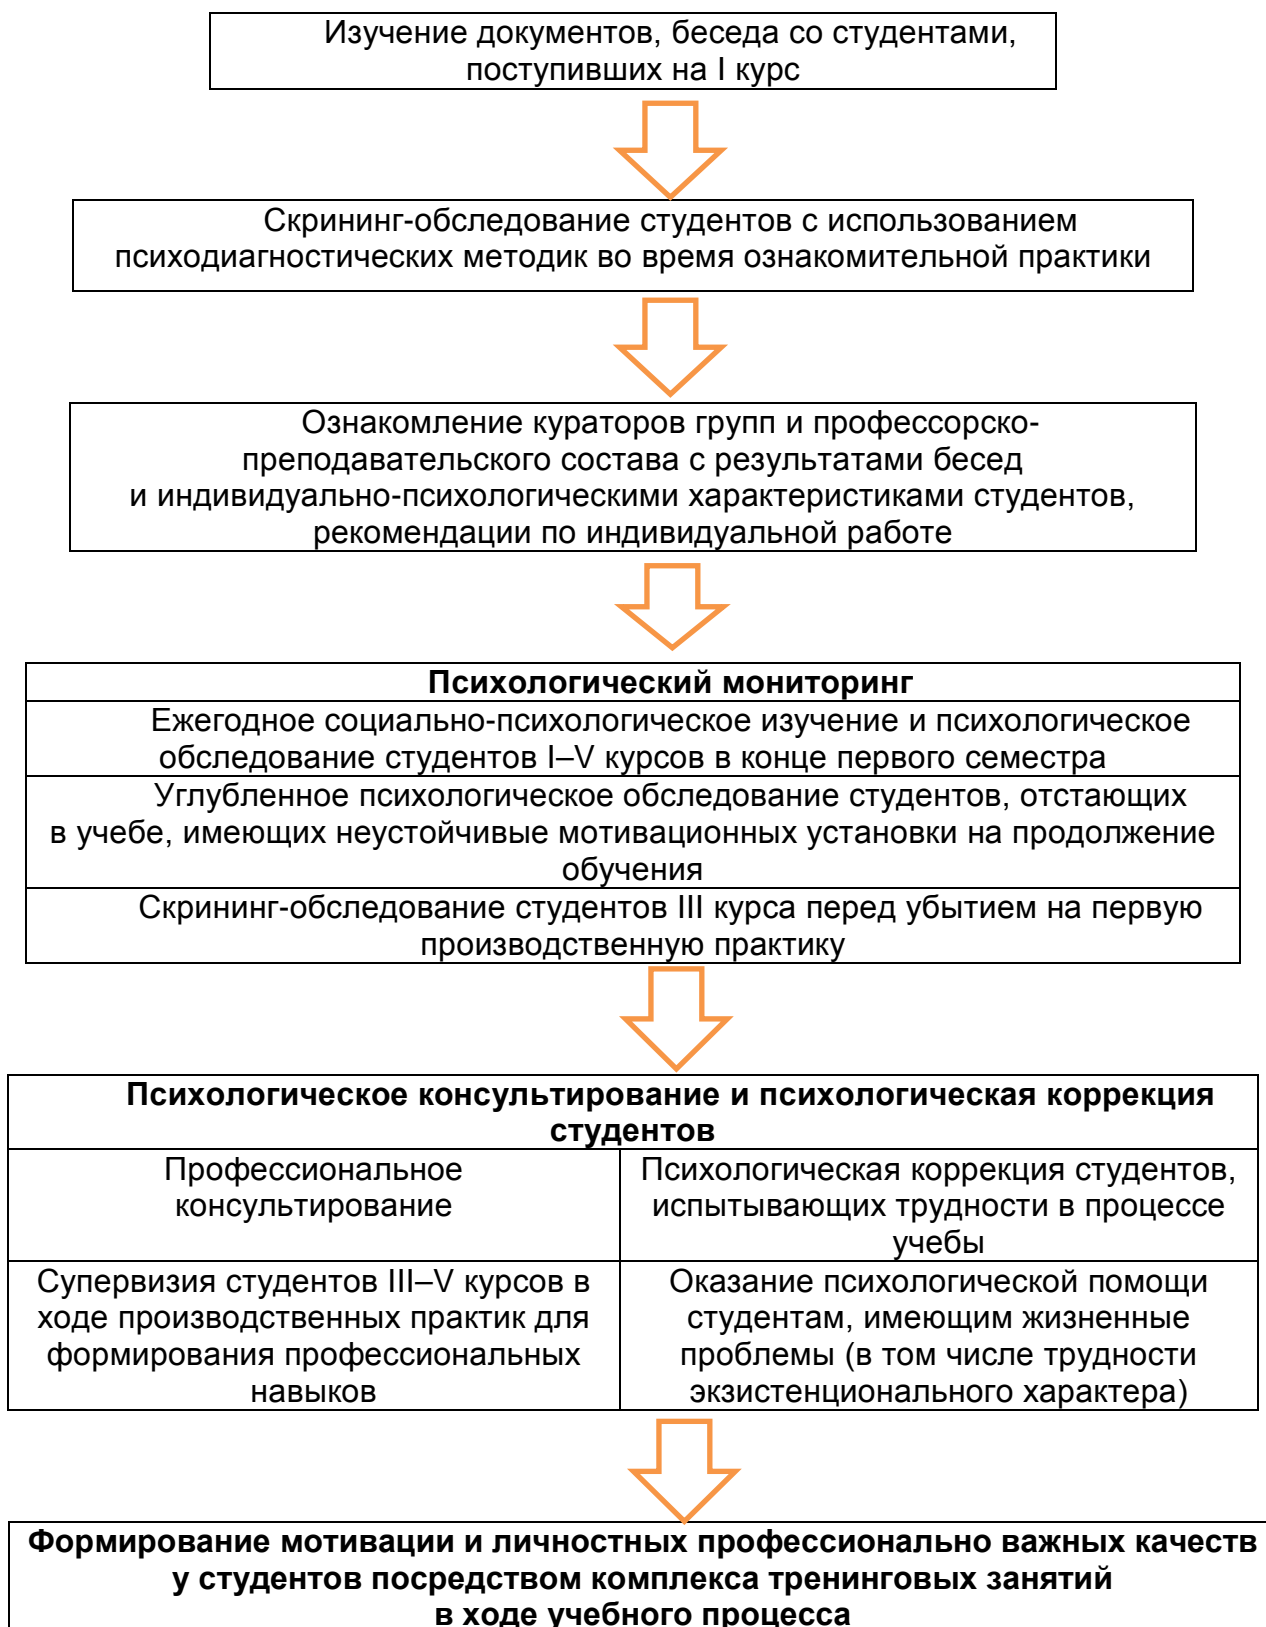 Изучение документов, беседа со студентами,
поступивших на I курс
Скрининг-обследование студентов с использованием
психодиагностических методик во время ознакомительной практики
Ознакомление кураторов групп и профессорско-
преподавательского состава с результатами бесед
и индивидуально-психологическими характеристиками студентов,
рекомендации по индивидуальной работе
Психологический мониторинг
Ежегодное социально-психологическое изучение и психологическое
обследование студентов I–V курсов в конце первого семестра
Углубленное психологическое обследование студентов, отстающих
в учебе, имеющих неустойчивые мотивационных установки на продолжение
обучения
Скрининг-обследование студентов III курса перед убытием на первую
производственную практику
Психологическое консультирование и психологическая коррекция
студентов
Профессиональное
консультирование
Психологическая коррекция студентов,
испытывающих трудности в процессе
учебы
Супервизия студентов III–V курсов в
ходе производственных практик для
формирования профессиональных
навыков
Оказание психологической помощи
студентам, имеющим жизненные
проблемы (в том числе трудности
экзистенционального характера)
Формирование мотивации и личностных профессионально важных качеств
у студентов посредством комплекса тренинговых занятий
в ходе учебного процесса